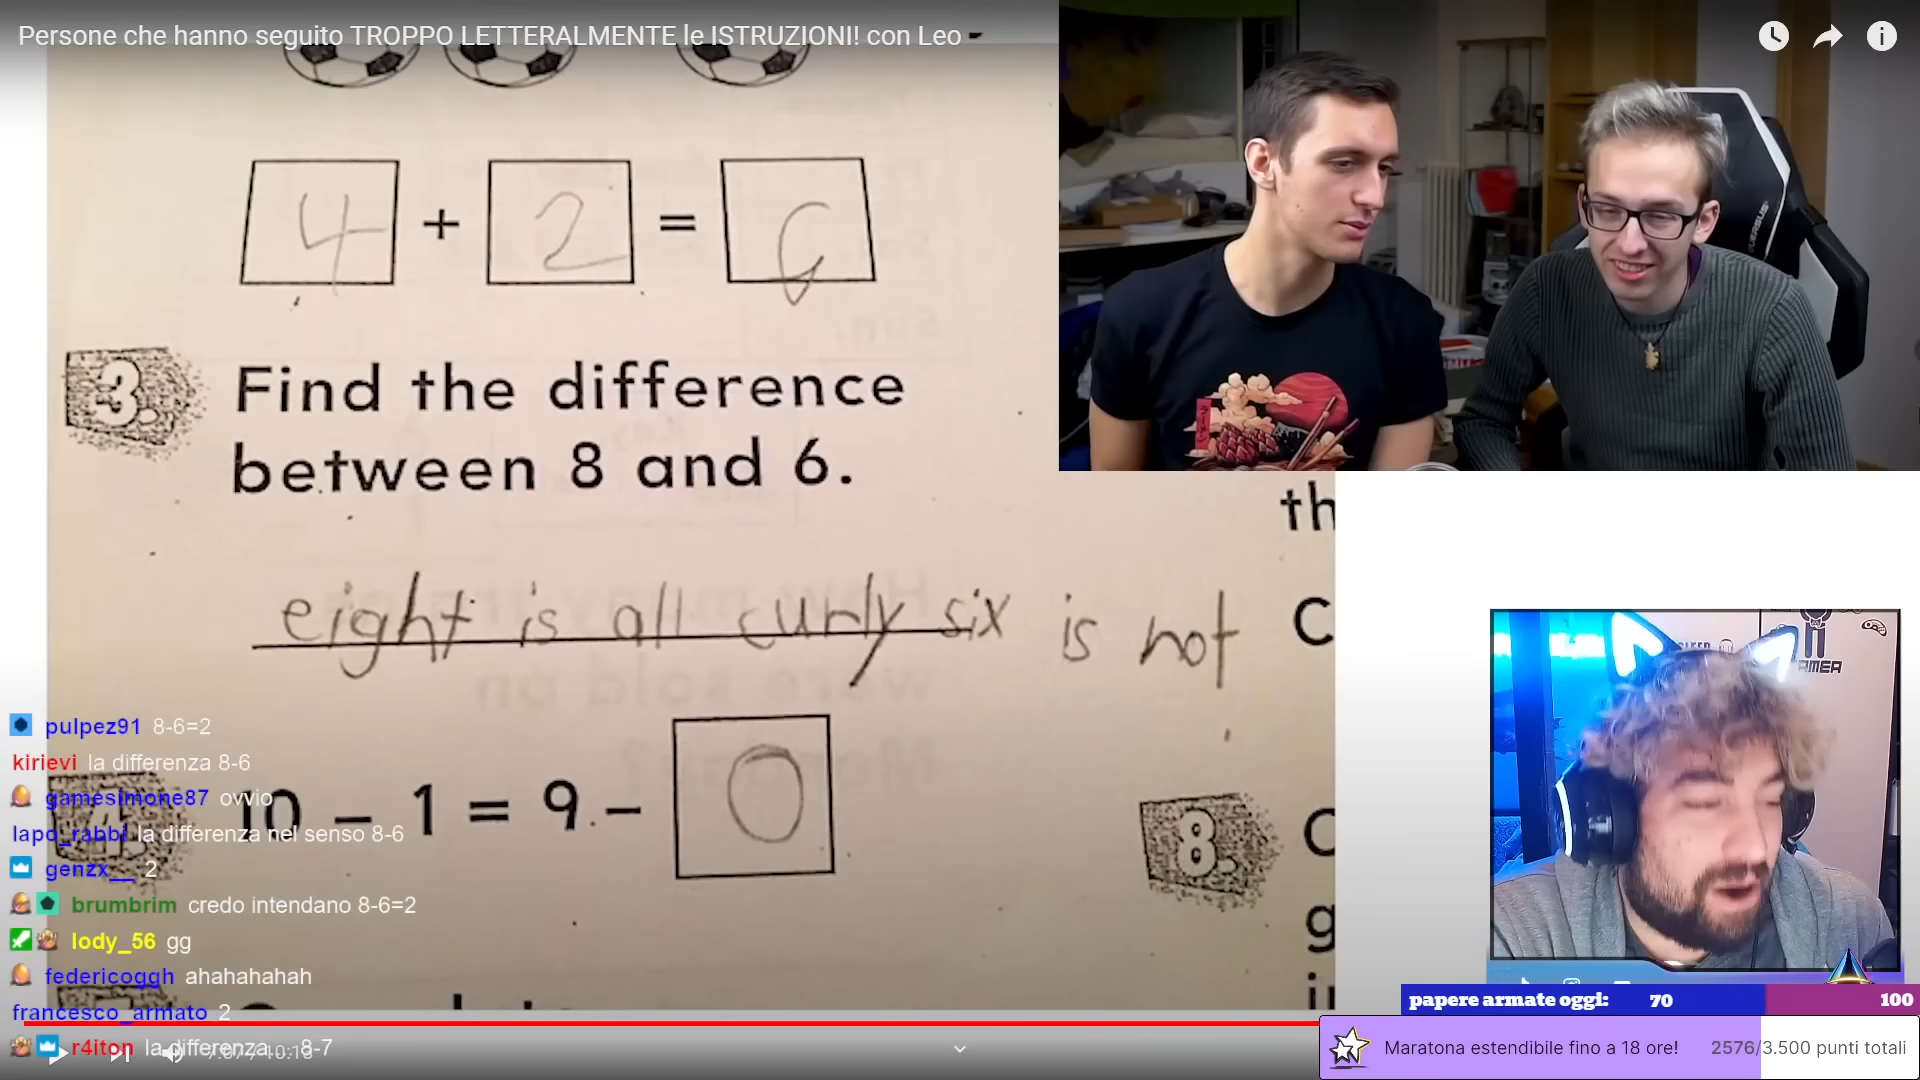 Persone che hanno seguito TROPPO LETTERALMENTE le ISTRUZIONI! con Leo
4 + 2 = 6
3. Find the difference
between 8 and 6.
th
eight is all curly six is not
C
10 - 1 = 9 - 0
8.
g
pulpez91 8-6=2
kirievi la differenza 8-6
gamesimone87 ovvio
lapo_rabbi la differenza nel senso 8-6
genzx__ 2
brumbrim credo intendano 8-6=2
lody_56 gg
federicoggh ahahahahah
francesco_armato 2
r4iton la differenza.... 8-7
VERSUS
GAMER
papere armate oggi: 70 100
Maratona estendibile fino a 18 ore! 2576/3.500 punti totali